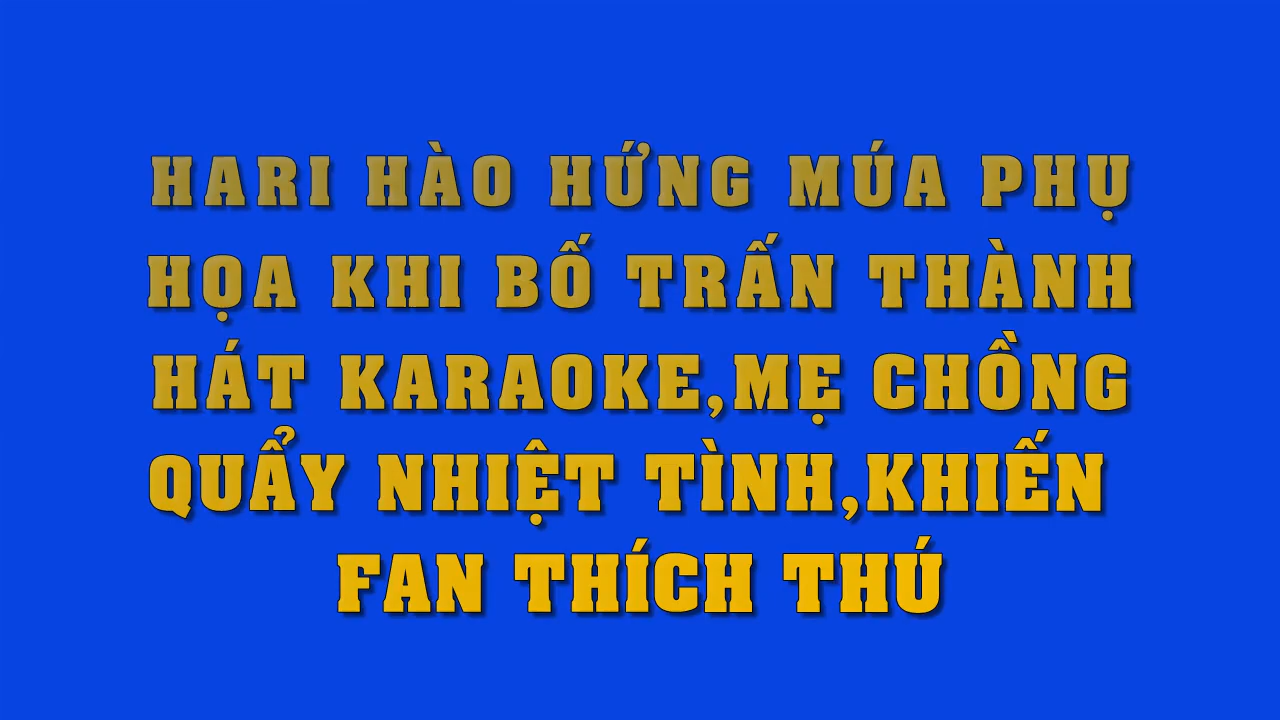 HARI HÀO HỨNG MÚA PHỤ
HỌA KHI BỐ TRẤN THÀNH
HÁT KARAOKE,MẸ CHỒNG
QUẨY NHIỆT TÌNH,KHIẾN
FAN THÍCH THÚ